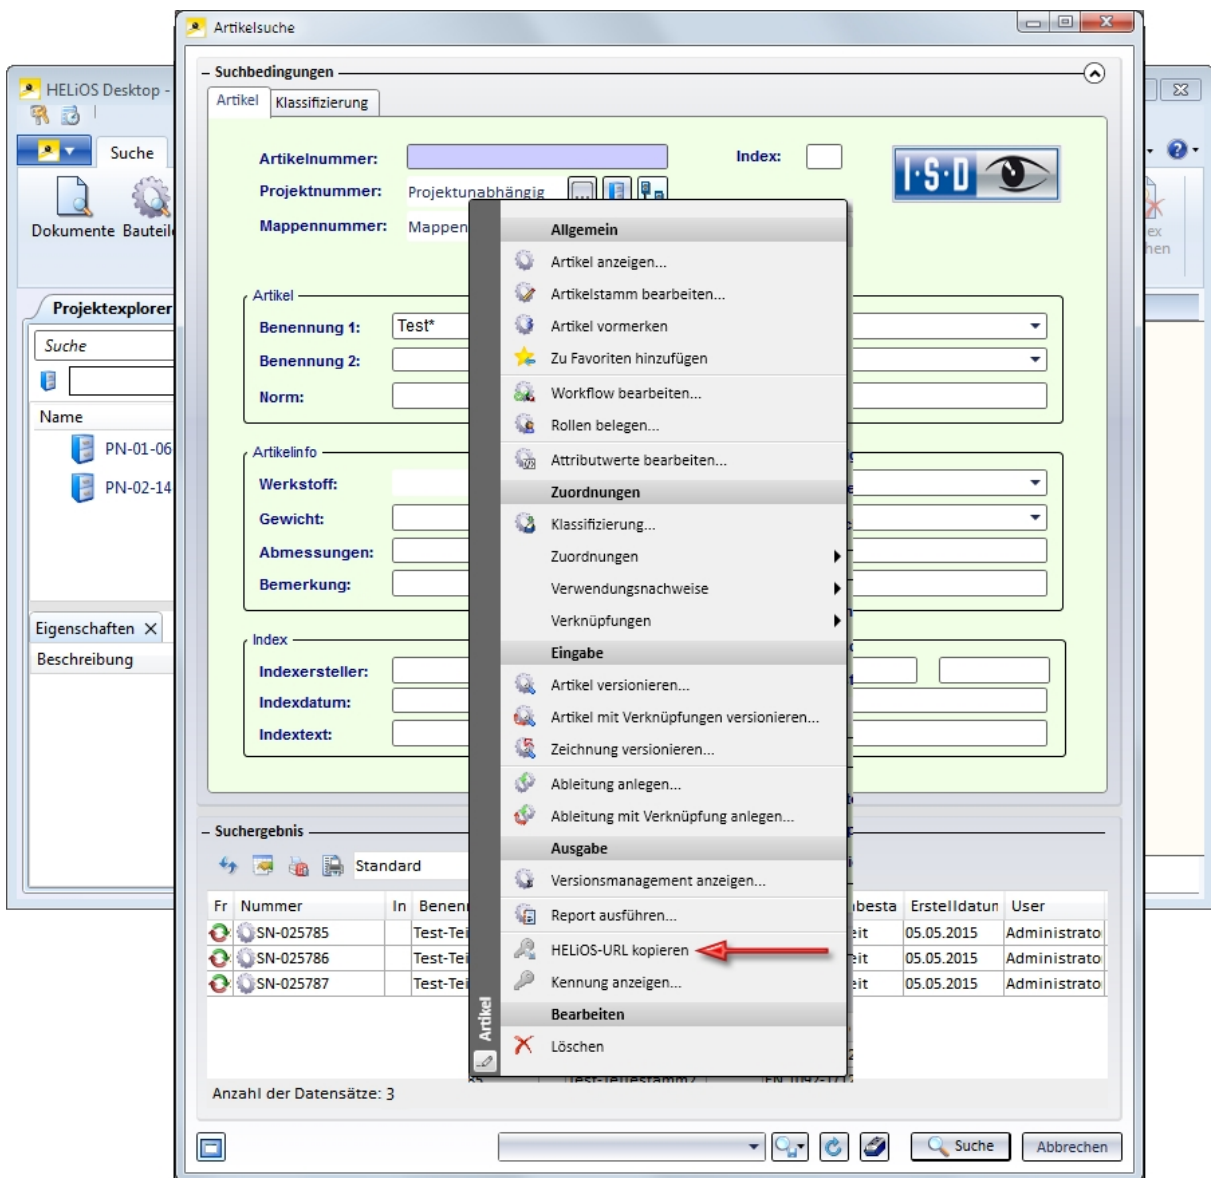 Artikelsuche
Suchbedingungen
Artikel Klassifizierung
HELiOS Desktop -
Suche
Dokumente
Artikelnummer: Index:
I·S·D
Projektnummer: Projektunabhängig ...
Mappennummer: Mappen
Projektexplorer
Suche
Name
PN-01-06
PN-02-14
Eigenschaften X
Beschreibung
Artikel
Benennung 1: Test*
Benennung 2:
Norm:
Artikelinfo
Werkstoff:
Gewicht:
Abmessungen:
Bemerkung:
Index
Indexersteller:
Indexdatum:
Indextext:
Allgemein
Artikel anzeigen...
Artikelstamm bearbeiten...
Artikel vormerken
Zu Favoriten hinzufügen
Workflow bearbeiten...
Rollen belegen...
Attributwerte bearbeiten...
Zuordnungen
Klassifizierung...
Zuordnungen
Verwendungsnachweise
Verknüpfungen
Eingabe
Artikel versionieren...
Artikel mit Verknüpfungen versionieren...
Zeichnung versionieren...
Ableitung anlegen...
Ableitung mit Verknüpfung anlegen...
Ausgabe
Versionsmanagement anzeigen...
Report ausführen...
HELiOS-URL kopieren
Kennung anzeigen...
Bearbeiten
Löschen
Artikel
Suchergebnis
Standard
Fr Nummer In Benenn besta Erstelldatun User
SN-025785 Test-Tei eit 05.05.2015 Administrato
SN-025786 Test-Tei eit 05.05.2015 Administrato
SN-025787 Test-Tei eit 05.05.2015 Administrato
Anzahl der Datensätze: 3
Suche Abbrechen